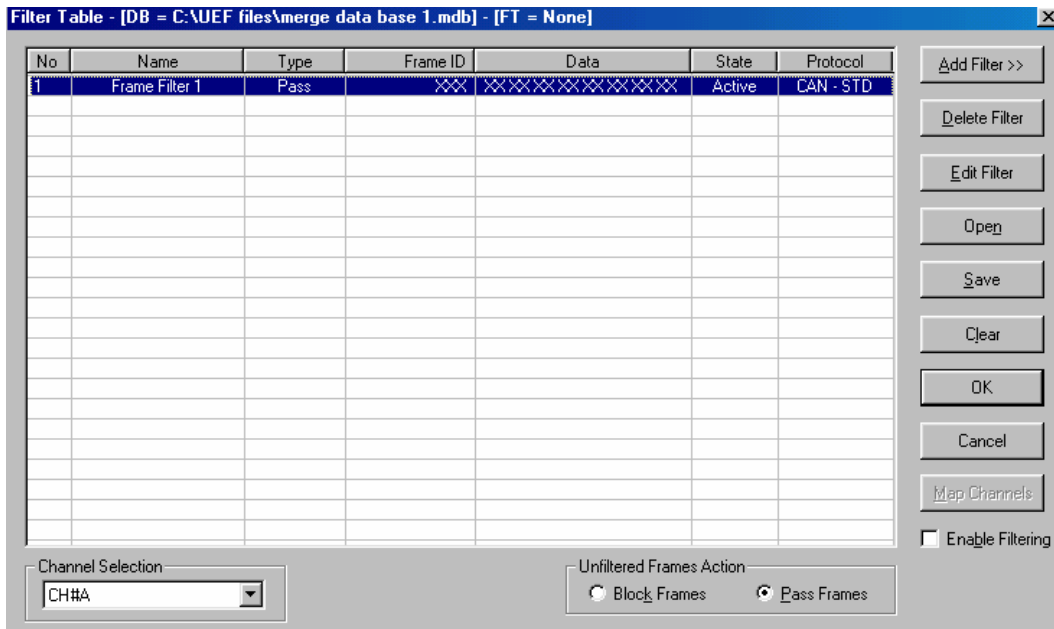 Filter Table - [DB = C:\UEF files\merge data base 1.mdb] - [FT = None]
No Name Type Frame ID Data State Protocol
1 Frame Filter 1 Pass XXX XX XX XX XX XX XX XX XX Active CAN - STD
Add Filter >>
Delete Filter
Edit Filter
Open
Save
Clear
OK
Cancel
Map Channels
Enable Filtering
Channel Selection
CH#A
Unfiltered Frames Action
Block Frames Pass Frames